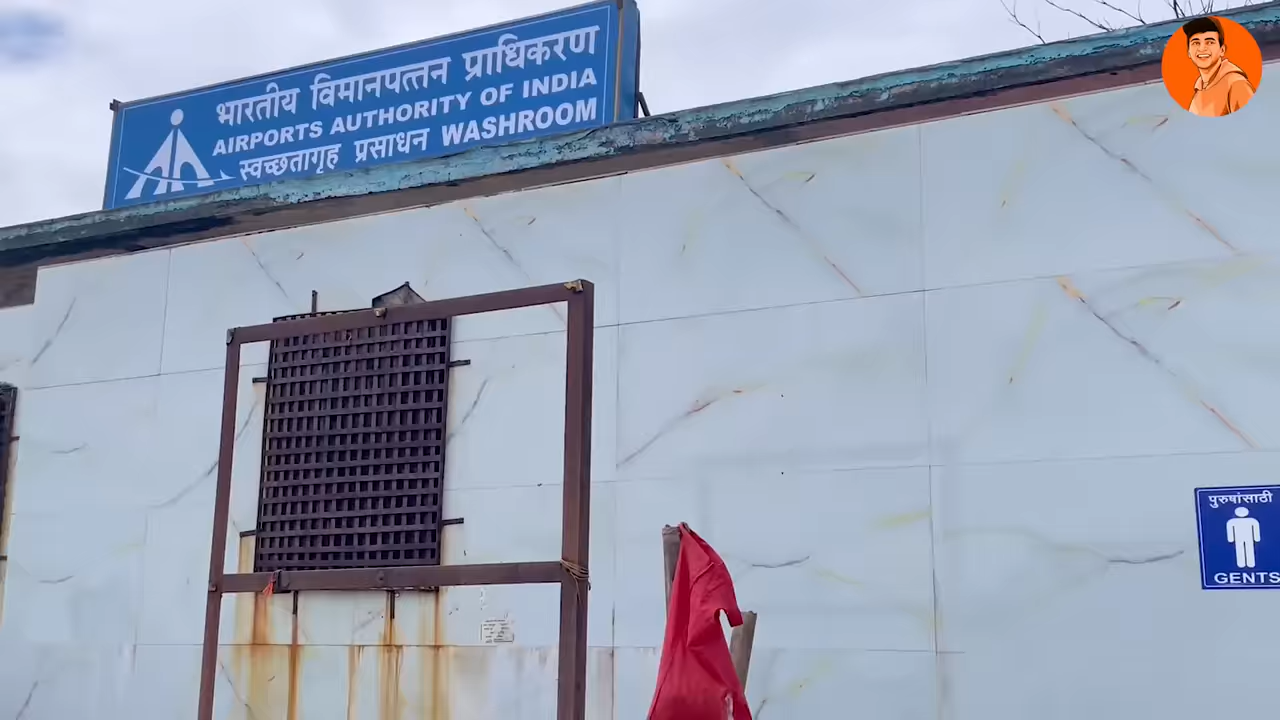 भारतीय विमानपत्तन प्राधिकरण
AIRPORTS AUTHORITY OF INDIA
स्वच्छतागृह प्रसाधन WASHROOM
पुरुषांसाठी
GENTS